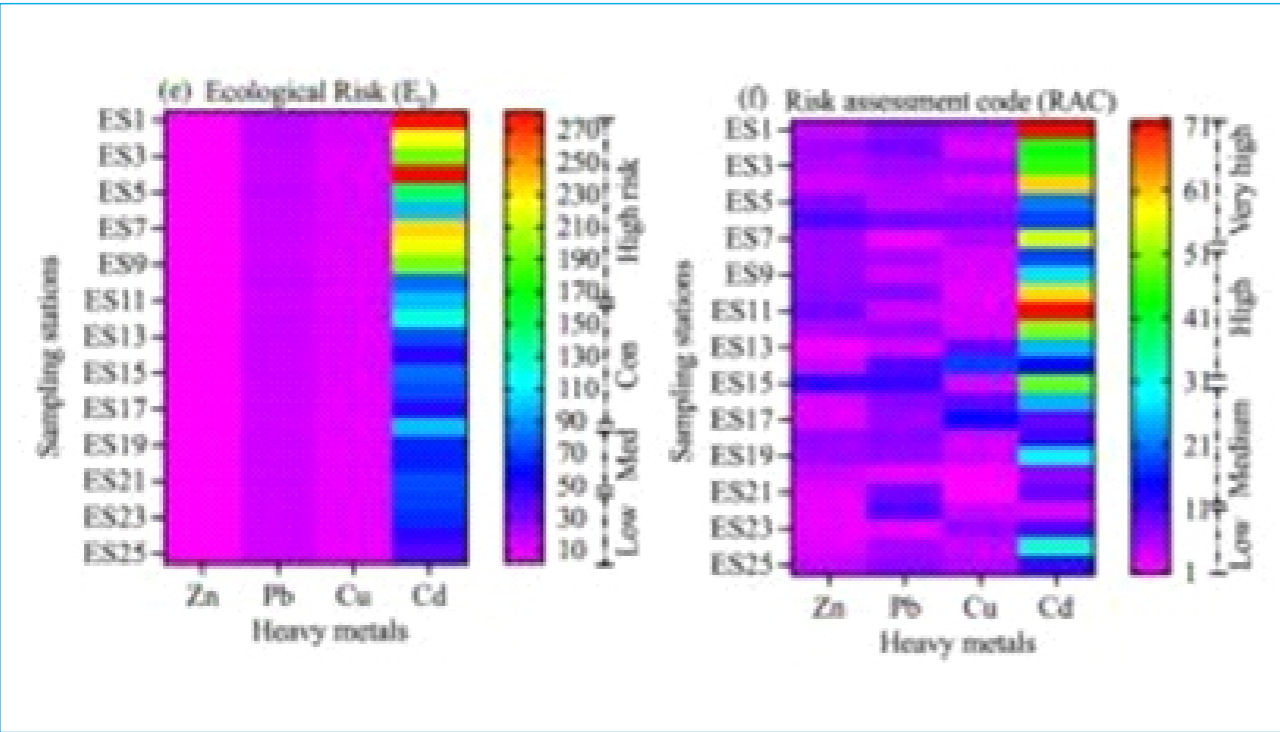 (e) Ecological Risk (Er)
ES1
ES3
ES5
ES7
ES9
ES11
ES13
ES15
ES17
ES19
ES21
ES23
ES25
Sampling stations
Zn Pb Cu Cd
Heavy metals
270
250
230
210
190
170
150
130
110
90
70
50
30
10
High risk
Con
Med
Low
(f) Risk assessment code (RAC)
ES1
ES3
ES5
ES7
ES9
ES11
ES13
ES15
ES17
ES19
ES21
ES23
ES25
Sampling stations
Zn Pb Cu Cd
Heavy metals
71
61
51
41
31
21
11
1
Very high
High
Medium
Low